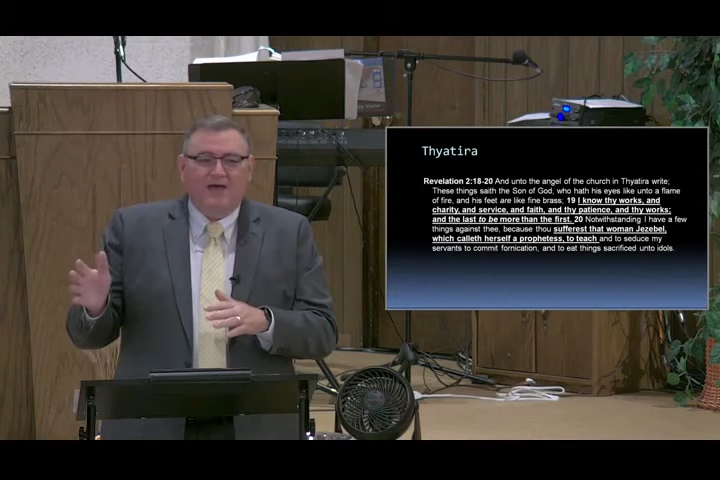 Thyatira
Revelation 2:18-20 And unto the angel of the church in Thyatira write;
These things saith the Son of God, who hath his eyes like unto a flame
of fire, and his feet are like fine brass; 19 I know thy works, and
charity, and service, and faith, and thy patience, and thy works;
and the last to be more than the first. 20 Notwithstanding I have a few
things against thee, because thou sufferest that woman Jezebel,
which calleth herself a prophetess, to teach and to seduce my
servants to commit fornication, and to eat things sacrificed unto idols.